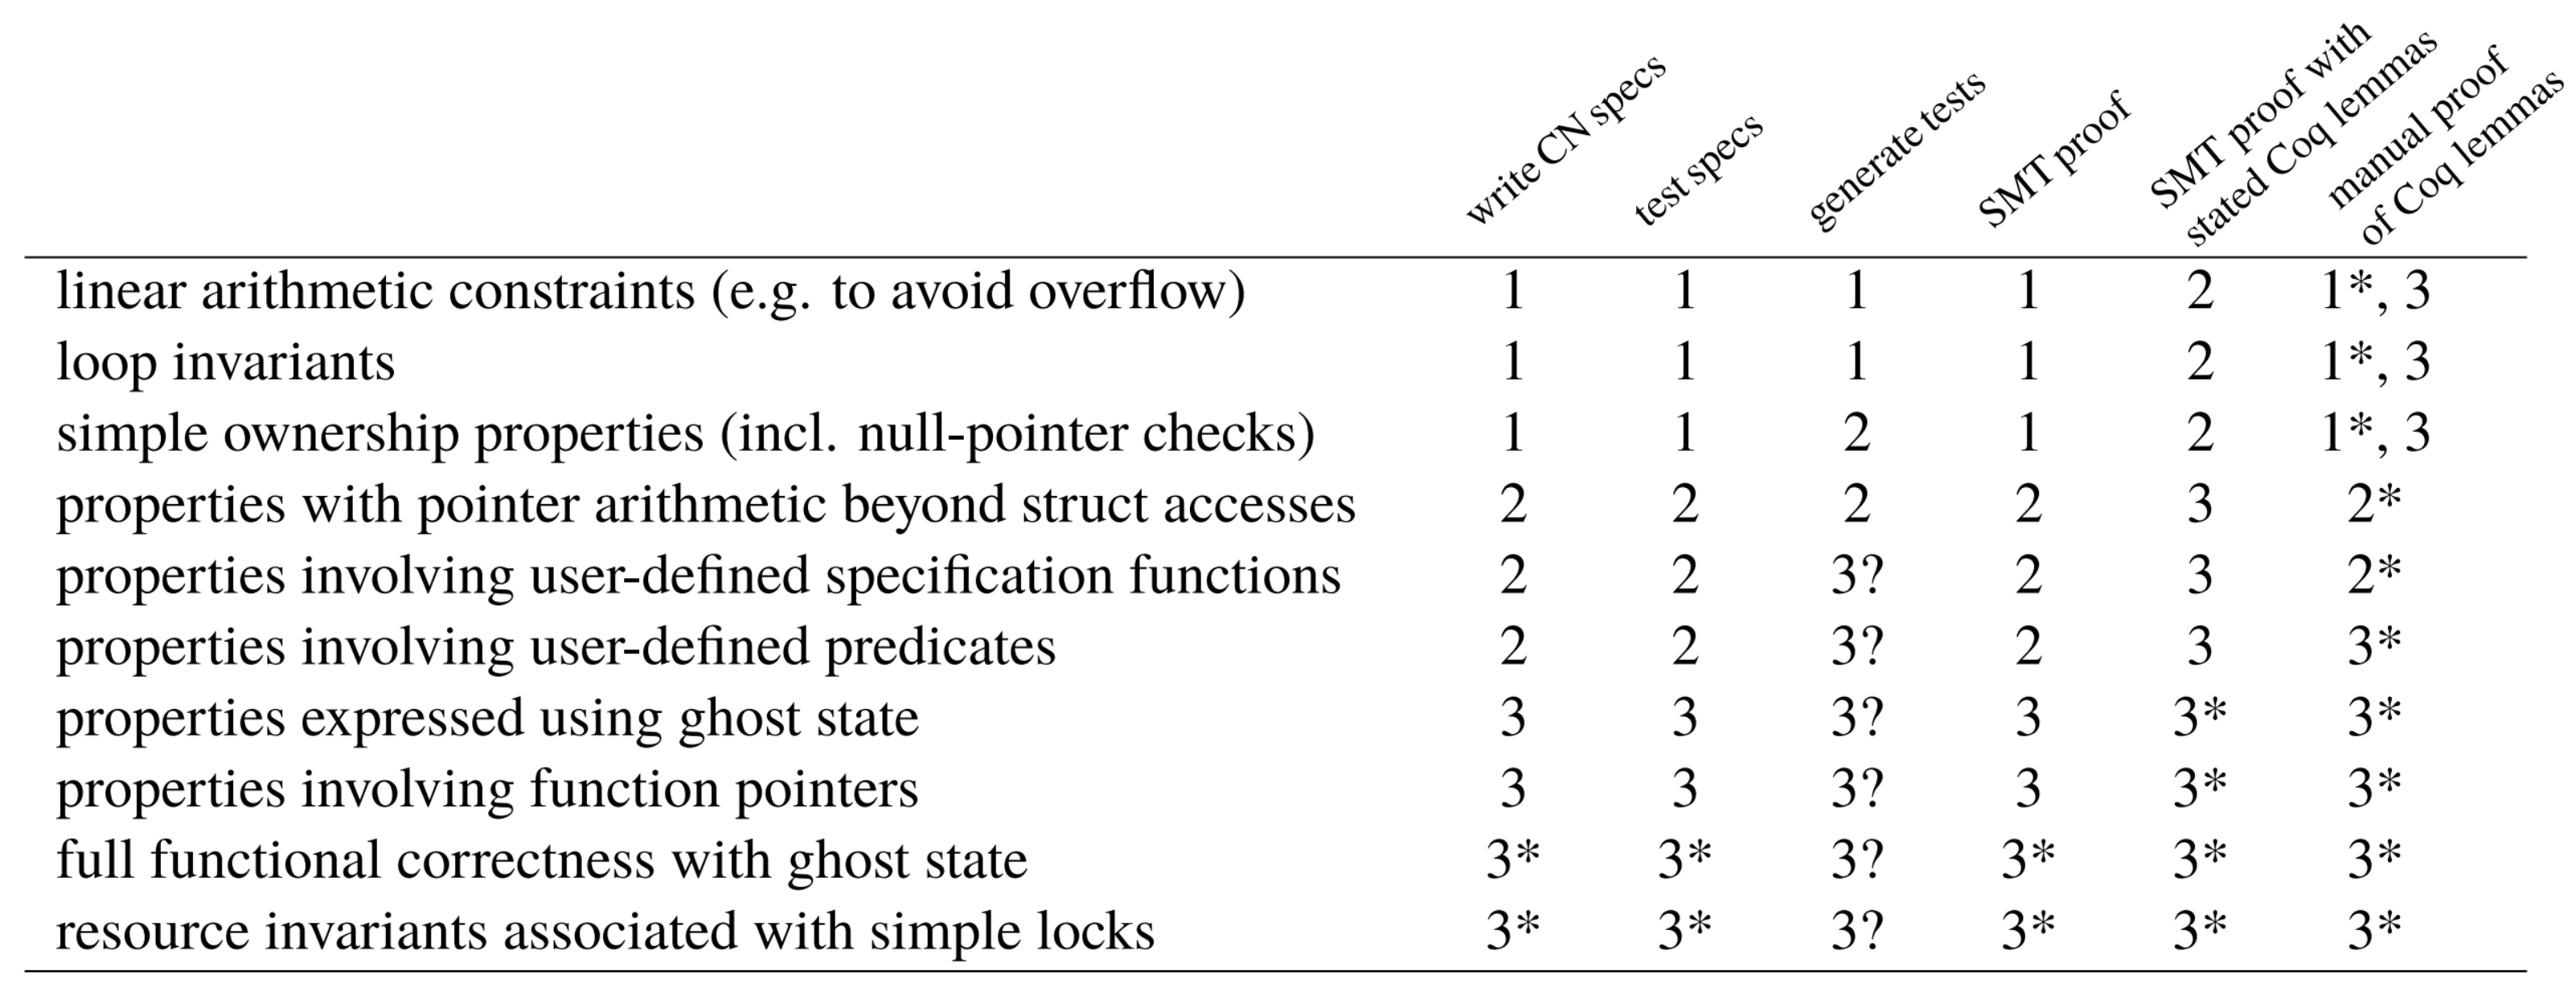 write CN specs
test specs
generate tests
SMT proof
SMT proof with
stated Coq lemmas
manual proof
of Coq lemmas
linear arithmetic constraints (e.g. to avoid overflow) 1 1 1 1 2 1*, 3
loop invariants 1 1 1 1 2 1*, 3
simple ownership properties (incl. null-pointer checks) 1 1 2 1 2 1*, 3
properties with pointer arithmetic beyond struct accesses 2 2 2 2 3 2*
properties involving user-defined specification functions 2 2 3? 2 3 2*
properties involving user-defined predicates 2 2 3? 2 3 3*
properties expressed using ghost state 3 3 3? 3 3* 3*
properties involving function pointers 3 3 3? 3 3* 3*
full functional correctness with ghost state 3* 3* 3? 3* 3* 3*
resource invariants associated with simple locks 3* 3* 3? 3* 3* 3*